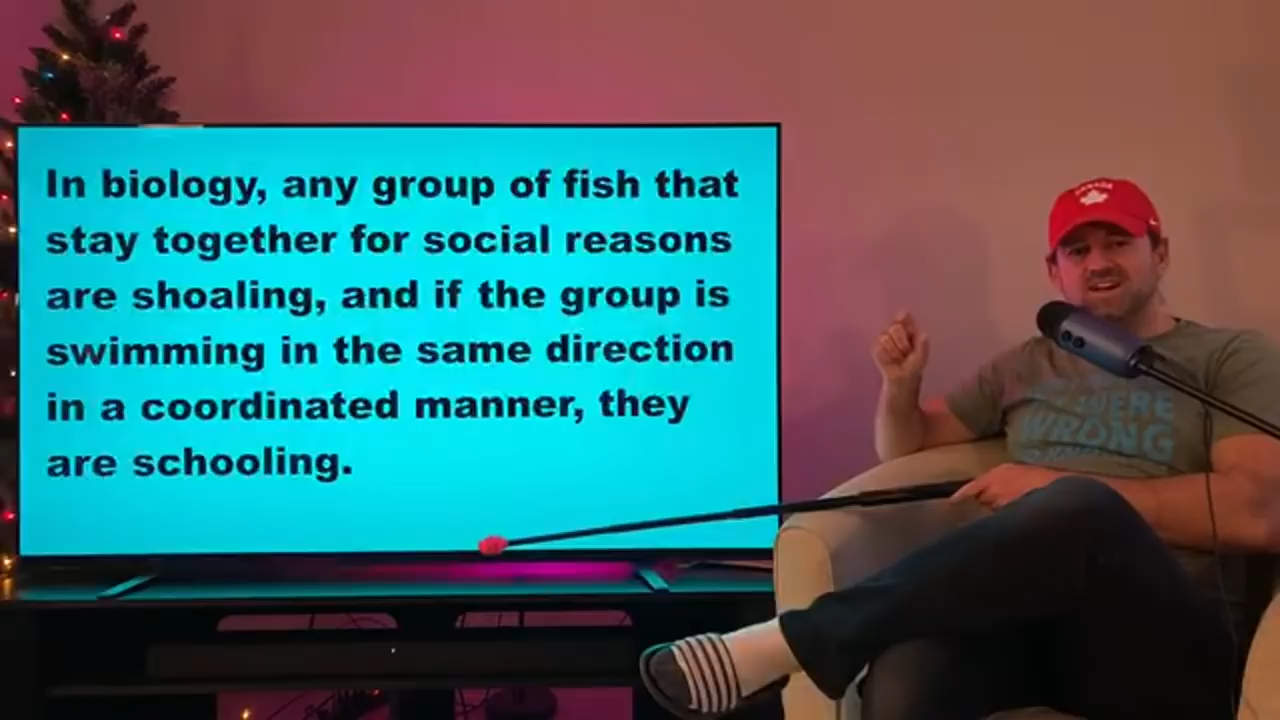 In biology, any group of fish that
stay together for social reasons
are shoaling, and if the group is
swimming in the same direction
in a coordinated manner, they
are schooling.
CANADA
WERE
WRONG